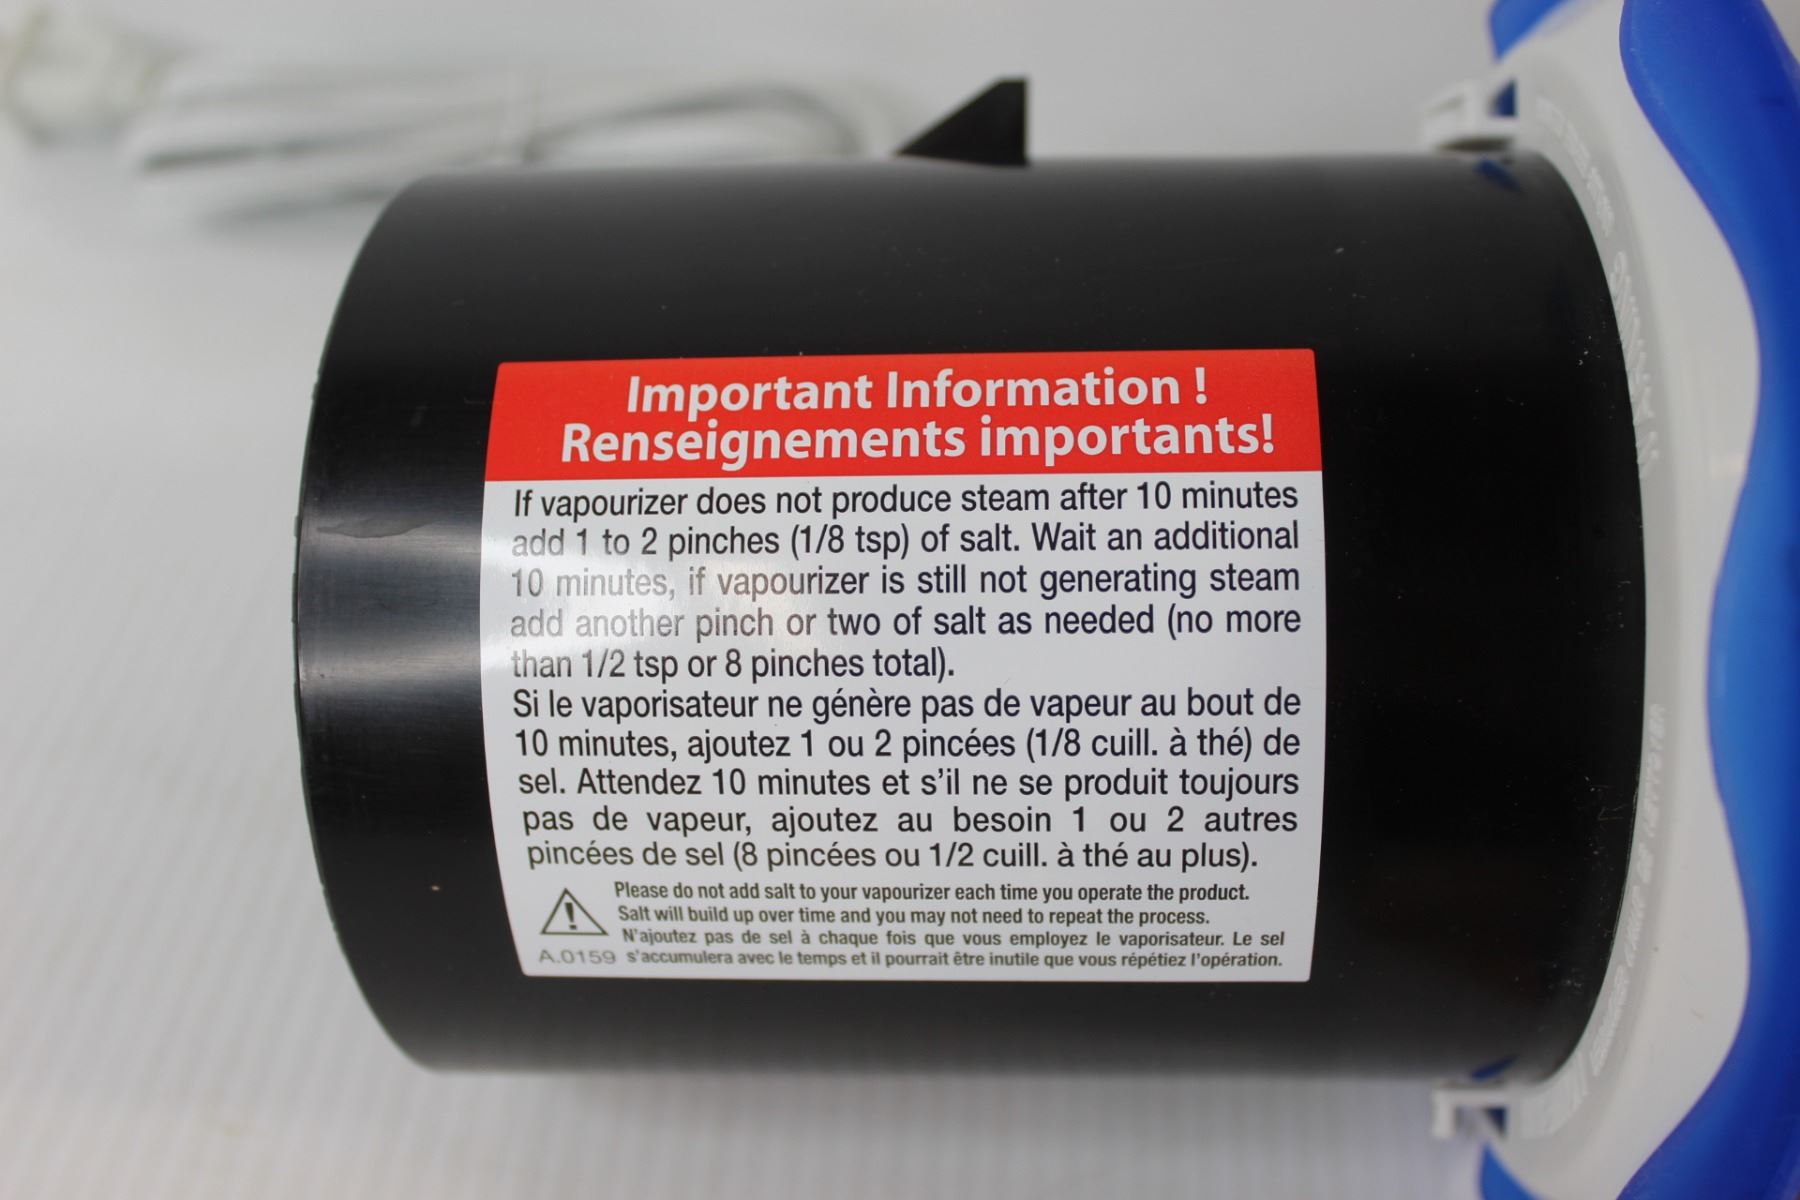 Important Information !
Renseignements importants!
If vapourizer does not produce steam after 10 minutes
add 1 to 2 pinches (1/8 tsp) of salt. Wait an additional
10 minutes, if vapourizer is still not generating steam
add another pinch or two of salt as needed (no more
than 1/2 tsp or 8 pinches total).
Si le vaporisateur ne génère pas de vapeur au bout de
10 minutes, ajoutez 1 ou 2 pincées (1/8 cuill. à thé) de
sel. Attendez 10 minutes et s'il ne se produit toujours
pas de vapeur, ajoutez au besoin 1 ou 2 autres
pincées de sel (8 pincées ou 1/2 cuill. à thé au plus).
Please do not add salt to your vapourizer each time you operate the product.
Salt will build up over time and you may not need to repeat the process.
N'ajoutez pas de sel à chaque fois que vous employez le vaporisateur. Le sel
s'accumulera avec le temps et il pourrait être inutile que vous répétiez l'opération.
A.0159